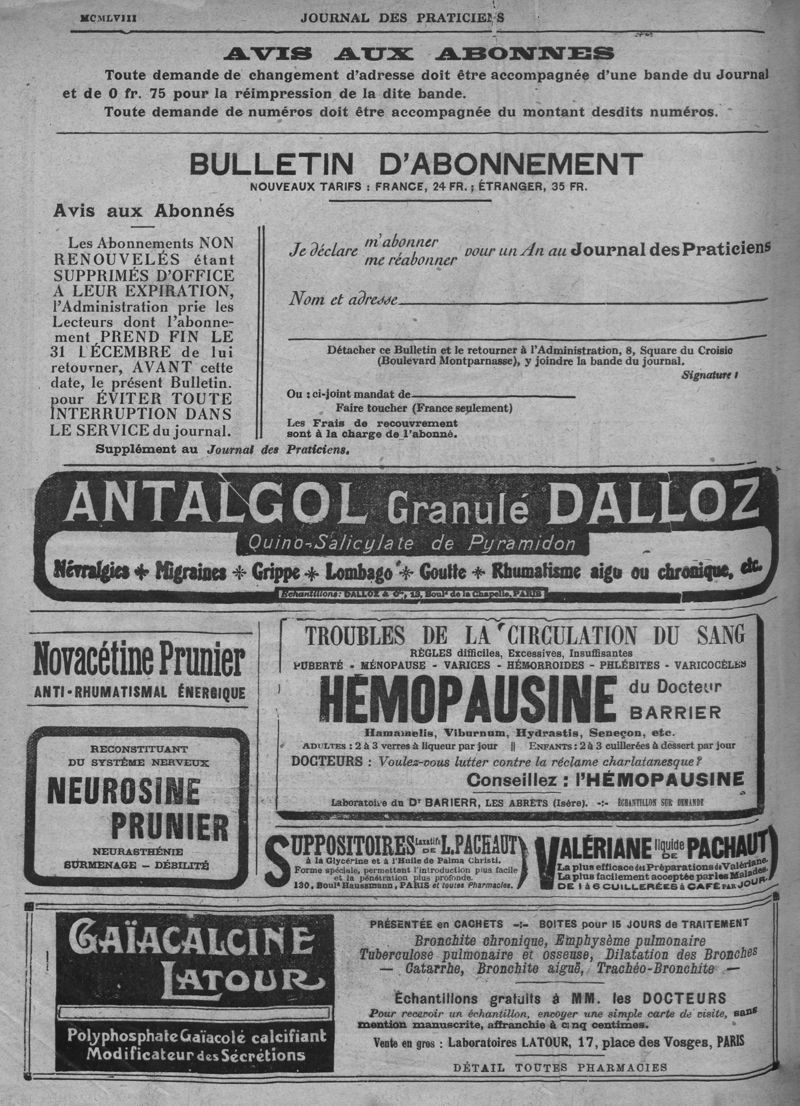 MCMLVIII JOURNAL DES PRATICIENS
AVIS AUX ABONNES
Toute demande de changement d'adresse doit être accompagnée d'une bande du Journal
et de 0 fr. 75 pour la réimpression de la dite bande.
Toute demande de numéros doit être accompagnée du montant desdits numéros.
BULLETIN D'ABONNEMENT
NOUVEAUX TARIFS : FRANCE, 24 FR. ; ÉTRANGER, 35 FR.
Avis aux Abonnés
Les Abonnements NON
RENOUVELÉS étant
SUPPRIMÉS D'OFFICE
A LEUR EXPIRATION,
l'Administration prie les
Lecteurs dont l'abonne-
ment PREND FIN LE
31 DÉCEMBRE de lui
retourner, AVANT cette
date, le présent Bulletin.
pour ÉVITER TOUTE
INTERRUPTION DANS
LE SERVICE du journal.
Je déclare m'abonner
me réabonner pour un An au Journal des Praticiens
Nom et adresse
Détacher ce Bulletin et le retourner à l'Administration, 8, Square du Croisic
(Boulevard Montparnasse), y joindre la bande du journal.
Signature :
Ou : ci-joint mandat de
Faire toucher (France seulement)
Les Frais de recouvrement
sont à la charge de l'abonné.
Supplément au Journal des Praticiens.
ANTALGOL Granulé DALLOZ
Quino-Salicylate de Pyramidon
Névralgies + Migraines + Grippe + Lombago + Goutte + Rhumatisme aigu ou chronique, etc.
Echantillons: DALLOZ & Cie, 13, Bould de la Chapelle, PARIS
Novacétine Prunier
ANTI-RHUMATISMAL ÉNERGIQUE
RECONSTITUANT
DU SYSTÈME NERVEUX
NEUROSINE
PRUNIER
NEURASTHÉNIE
SURMENAGE – DÉBILITÉ
TROUBLES DE LA CIRCULATION DU SANG
RÈGLES difficiles, Excessives, Insuffisantes
PUBERTÉ - MÉNOPAUSE - VARICES - HÉMORROIDES - PHLÉBITES - VARICOCÈLES
HÉMOPAUSINE du Docteur
BARRIER
Hamamelis, Viburnum, Hydrastis, Seneçon, etc.
ADULTES : 2 à 3 verres à liqueur par jour || ENFANTS : 2 à 3 cuillerées à dessert par jour
DOCTEURS : Voulez-vous lutter contre la réclame charlatanesque ?
Conseillez : l'HÉMOPAUSINE
Laboratoire du Dr BARIERR, LES ABRÊTS (Isére). -:- ÉCHANTILLON SUR DEMANDE
SUPPOSITOIRES laxatifs DE L. PACHAUT
à la Glycérine et à l'Huile de Palma Christi.
Forme spéciale, permettant l'introduction plus facile
et la pénétration plus profonde.
130, Bould Haussmann, PARIS et toutes Pharmacies.
VALÉRIANE liquide DE PACHAUT
La plus efficace des Préparations de Valériane.
La plus facilement acceptée par les Malades.
DE 1 à 6 CUILLERÉES à CAFÉ PAR JOUR.
GAÏACALCINE
LATOUR
Polyphosphate Gaïacolé calcifiant
Modificateur des Sécrétions
PRÉSENTÉE en CACHETS -:- BOITES pour 15 JOURS de TRAITEMENT
Bronchite chronique, Emphysème pulmonaire
Tuberculose pulmonaire et osseuse, Dilatation des Bronches
— Catarrhe, Bronchite aiguë, Trachéo-Bronchite —
Échantillons gratuits à MM. les DOCTEURS
Pour recevoir un échantillon, envoyer une simple carte de visite, sans
mention manuscrite, affranchie à cinq centimes.
Vente en gros : Laboratoires LATOUR, 17, place des Vosges, PARIS
DÉTAIL TOUTES PHARMACIES